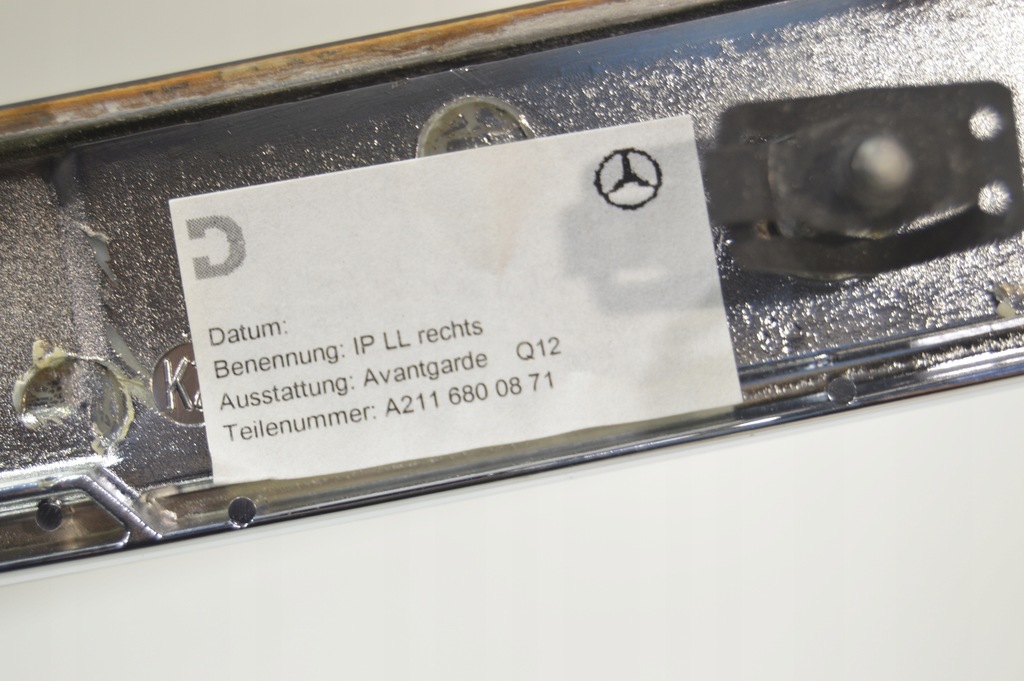 Datum:
Benennung: IP LL rechts
Ausstattung: Avantgarde Q12
Teilenummer: A211 680 08 71